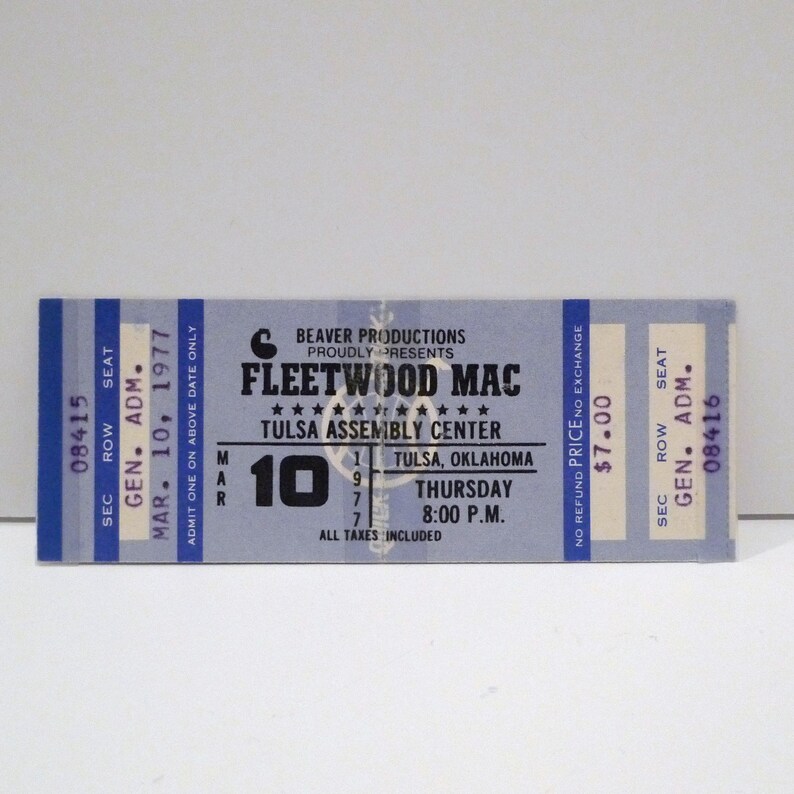 08415
SEC ROW SEAT
GEN. ADM.
MAR. 10, 1977
ADMIT ONE ON ABOVE DATE ONLY
BEAVER PRODUCTIONS
PROUDLY PRESENTS
FLEETWOOD MAC
TULSA ASSEMBLY CENTER
MAR 10 1977
TULSA, OKLAHOMA
THURSDAY
8:00 P.M.
ALL TAXES INCLUDED
NO REFUND PRICE NO EXCHANGE
$7.00
SEC ROW SEAT
GEN. ADM.
08416